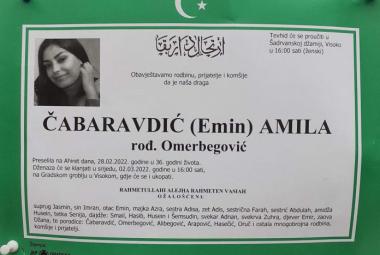 Tevhid će se proučiti u
Šadrvanskoj džamiji, Visoko
u 16:00 sati (ženski)
Obavještavamo rodbinu, prijatelje i komšije
da je naša draga
ČABARAVDIĆ (Emin) AMILA
rođ. Omerbegović
Preselila na Ahiret dana, 28.02.2022. godine u 36. godini života.
Dženaza će se klanjati u srijedu, 02.03.2022. godine u 16:00 sati,
na Gradskom groblju u Visokom, gdje će se i ukopati.
RAHMETULLAHI ALEJHA RAHMETEN VASIAH
OŽALOŠĆENI:
suprug Jasmin, sin Imran, otac Emin, majka Azra, sestra Adisa, zet Adis, sestrična Farah, sestrić Abdulah, amidža
Husein, tetka Senija, dajdže: Smail, Hasib, Husein i Šemsudin, svekar Adnan, svekrva Zuhra, djever Emir, zaova
Džana, te porodice: Čabaravdić, Omerbegović, Alibegović, Arapović, Hasečić, Oruč i ostala mnogobrojna rodbina,
komšije i prijatelji.